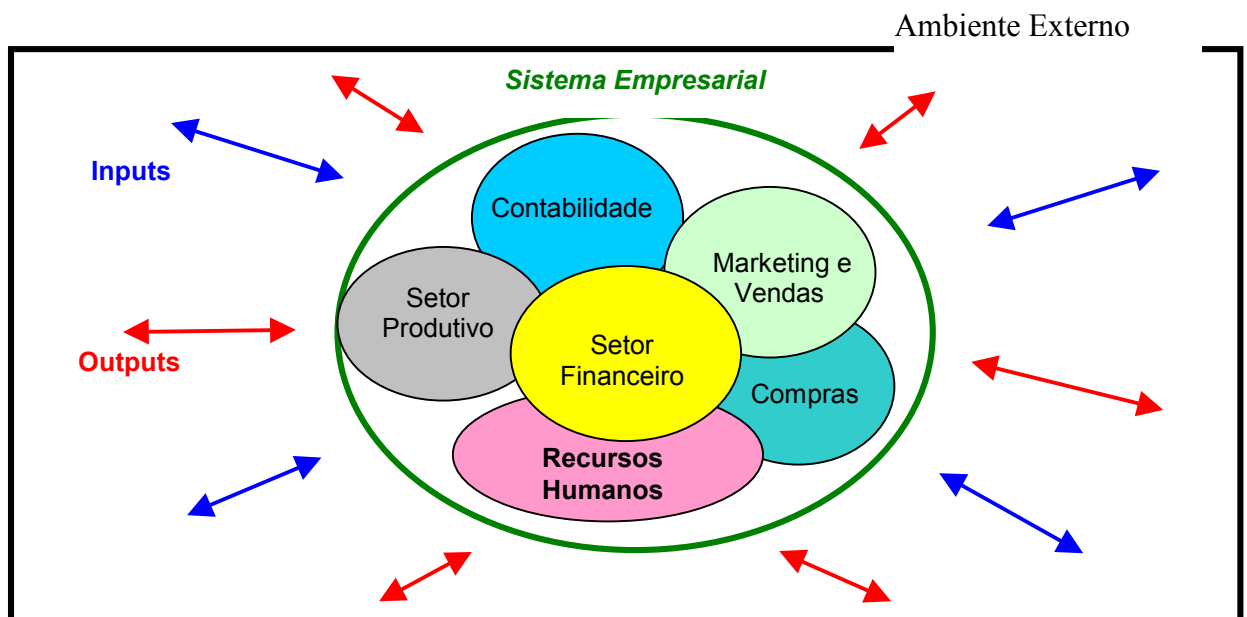 Ambiente Externo
Sistema Empresarial
Inputs
Contabilidade
Marketing e
Vendas
Setor
Produtivo
Setor
Financeiro
Outputs
Compras
Recursos
Humanos